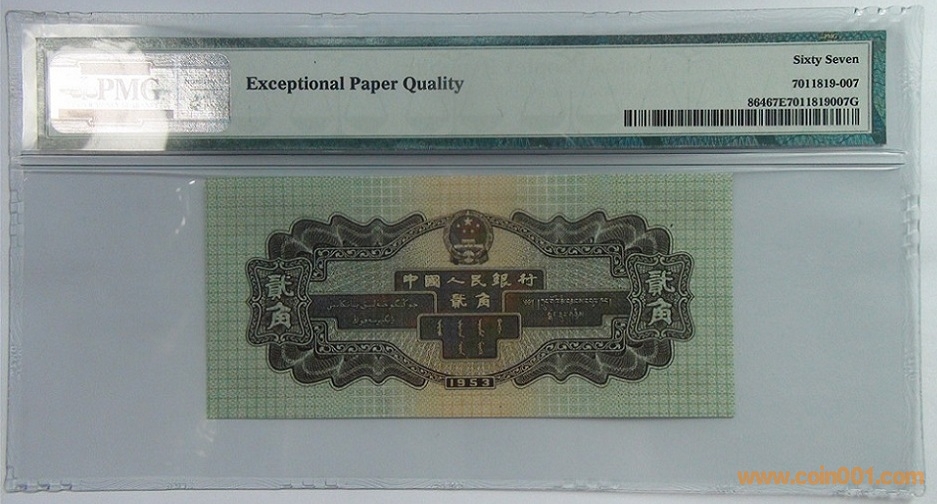 PMG
Exceptional Paper Quality
Sixty Seven
7011819-007
86467E7011819007G
中國人民銀行
貳角
貳角
貳角
1953
www.coin001.com